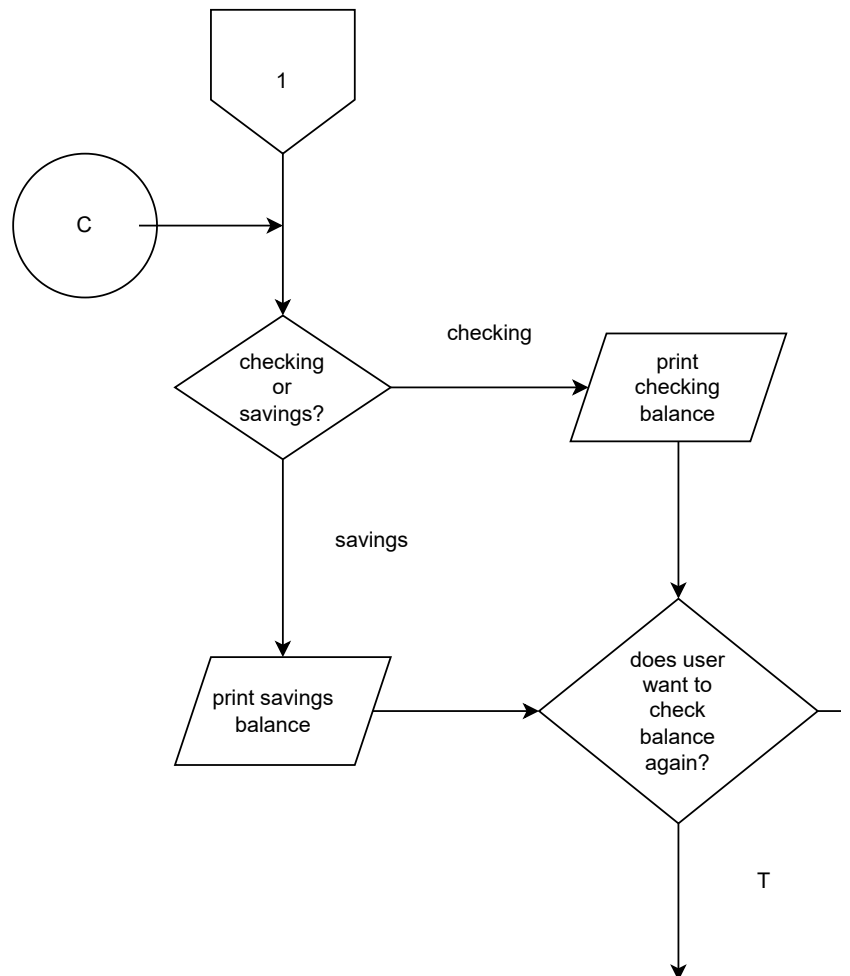 1
C
checking
or
savings?
checking
print
checking
balance
savings
print savings
balance
does user
want to
check
balance
again?
T